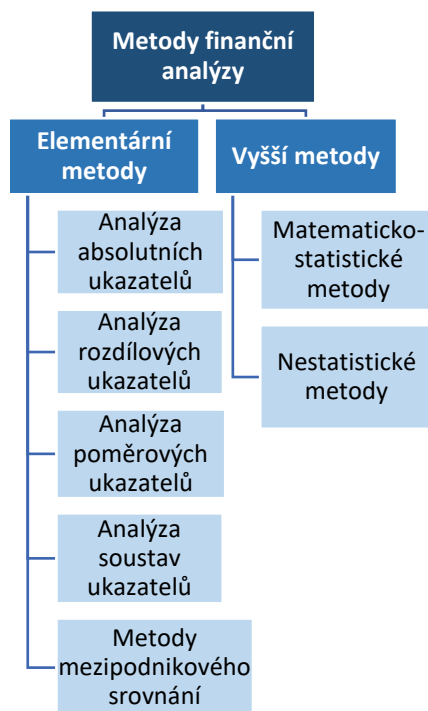 Metody finanční
analýzy
Elementární
metody
Analýza
absolutních
ukazatelů
Analýza
rozdílových
ukazatelů
Analýza
poměrových
ukazatelů
Analýza
soustav
ukazatelů
Metody
mezipodnikového
srovnání
Vyšší metody
Matematicko-
statistické
metody
Nestatistické
metody